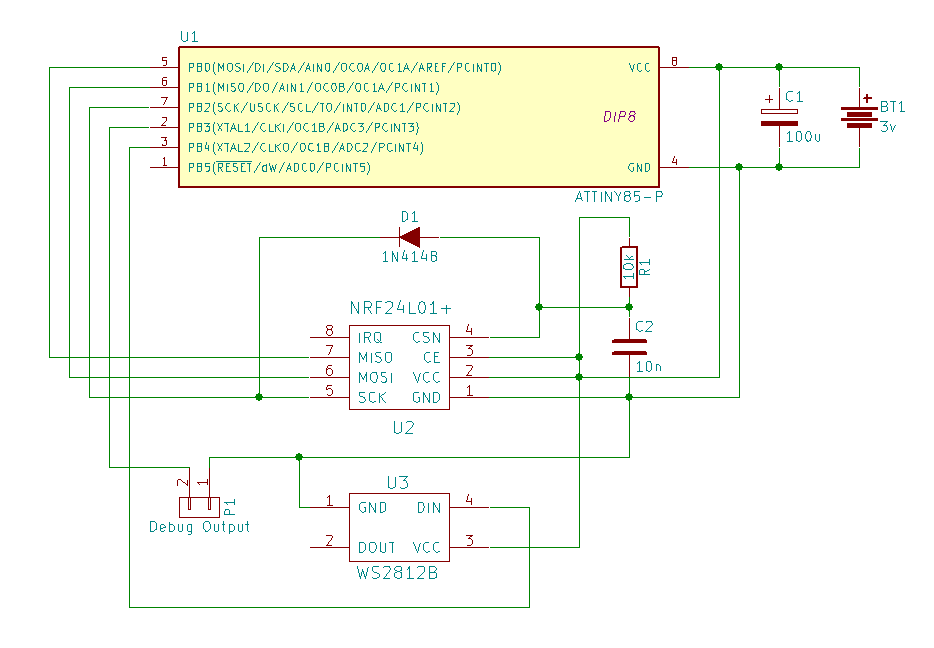 U1
5 PB0(MOSI/DI/SDA/AIN0/OC0A/OC1A/AREF/PCINT0) VCC 8
6 PB1(MISO/DO/AIN1/OC0B/OC1A/PCINT1)
7 PB2(SCK/USCK/SCL/T0/INT0/ADC1/PCINT2)
2 PB3(XTAL1/CLKI/OC1B/ADC3/PCINT3)
3 PB4(XTAL2/CLKO/OC1B/ADC2/PCINT4)
1 PB5(RESET/dW/ADC0/PCINT5) GND 4
DIP8
ATTINY85-P
+ C1
100u
+ BT1
3v
D1
1N4148
10k R1
NRF24L01+
C2
10n
8 IRQ CSN 4
7 MISO CE 3
6 MOSI VCC 2
5 SCK GND 1
U2
2 1 P1
Debug Output
U3
1 GND DIN 4
2 DOUT VCC 3
WS2812B